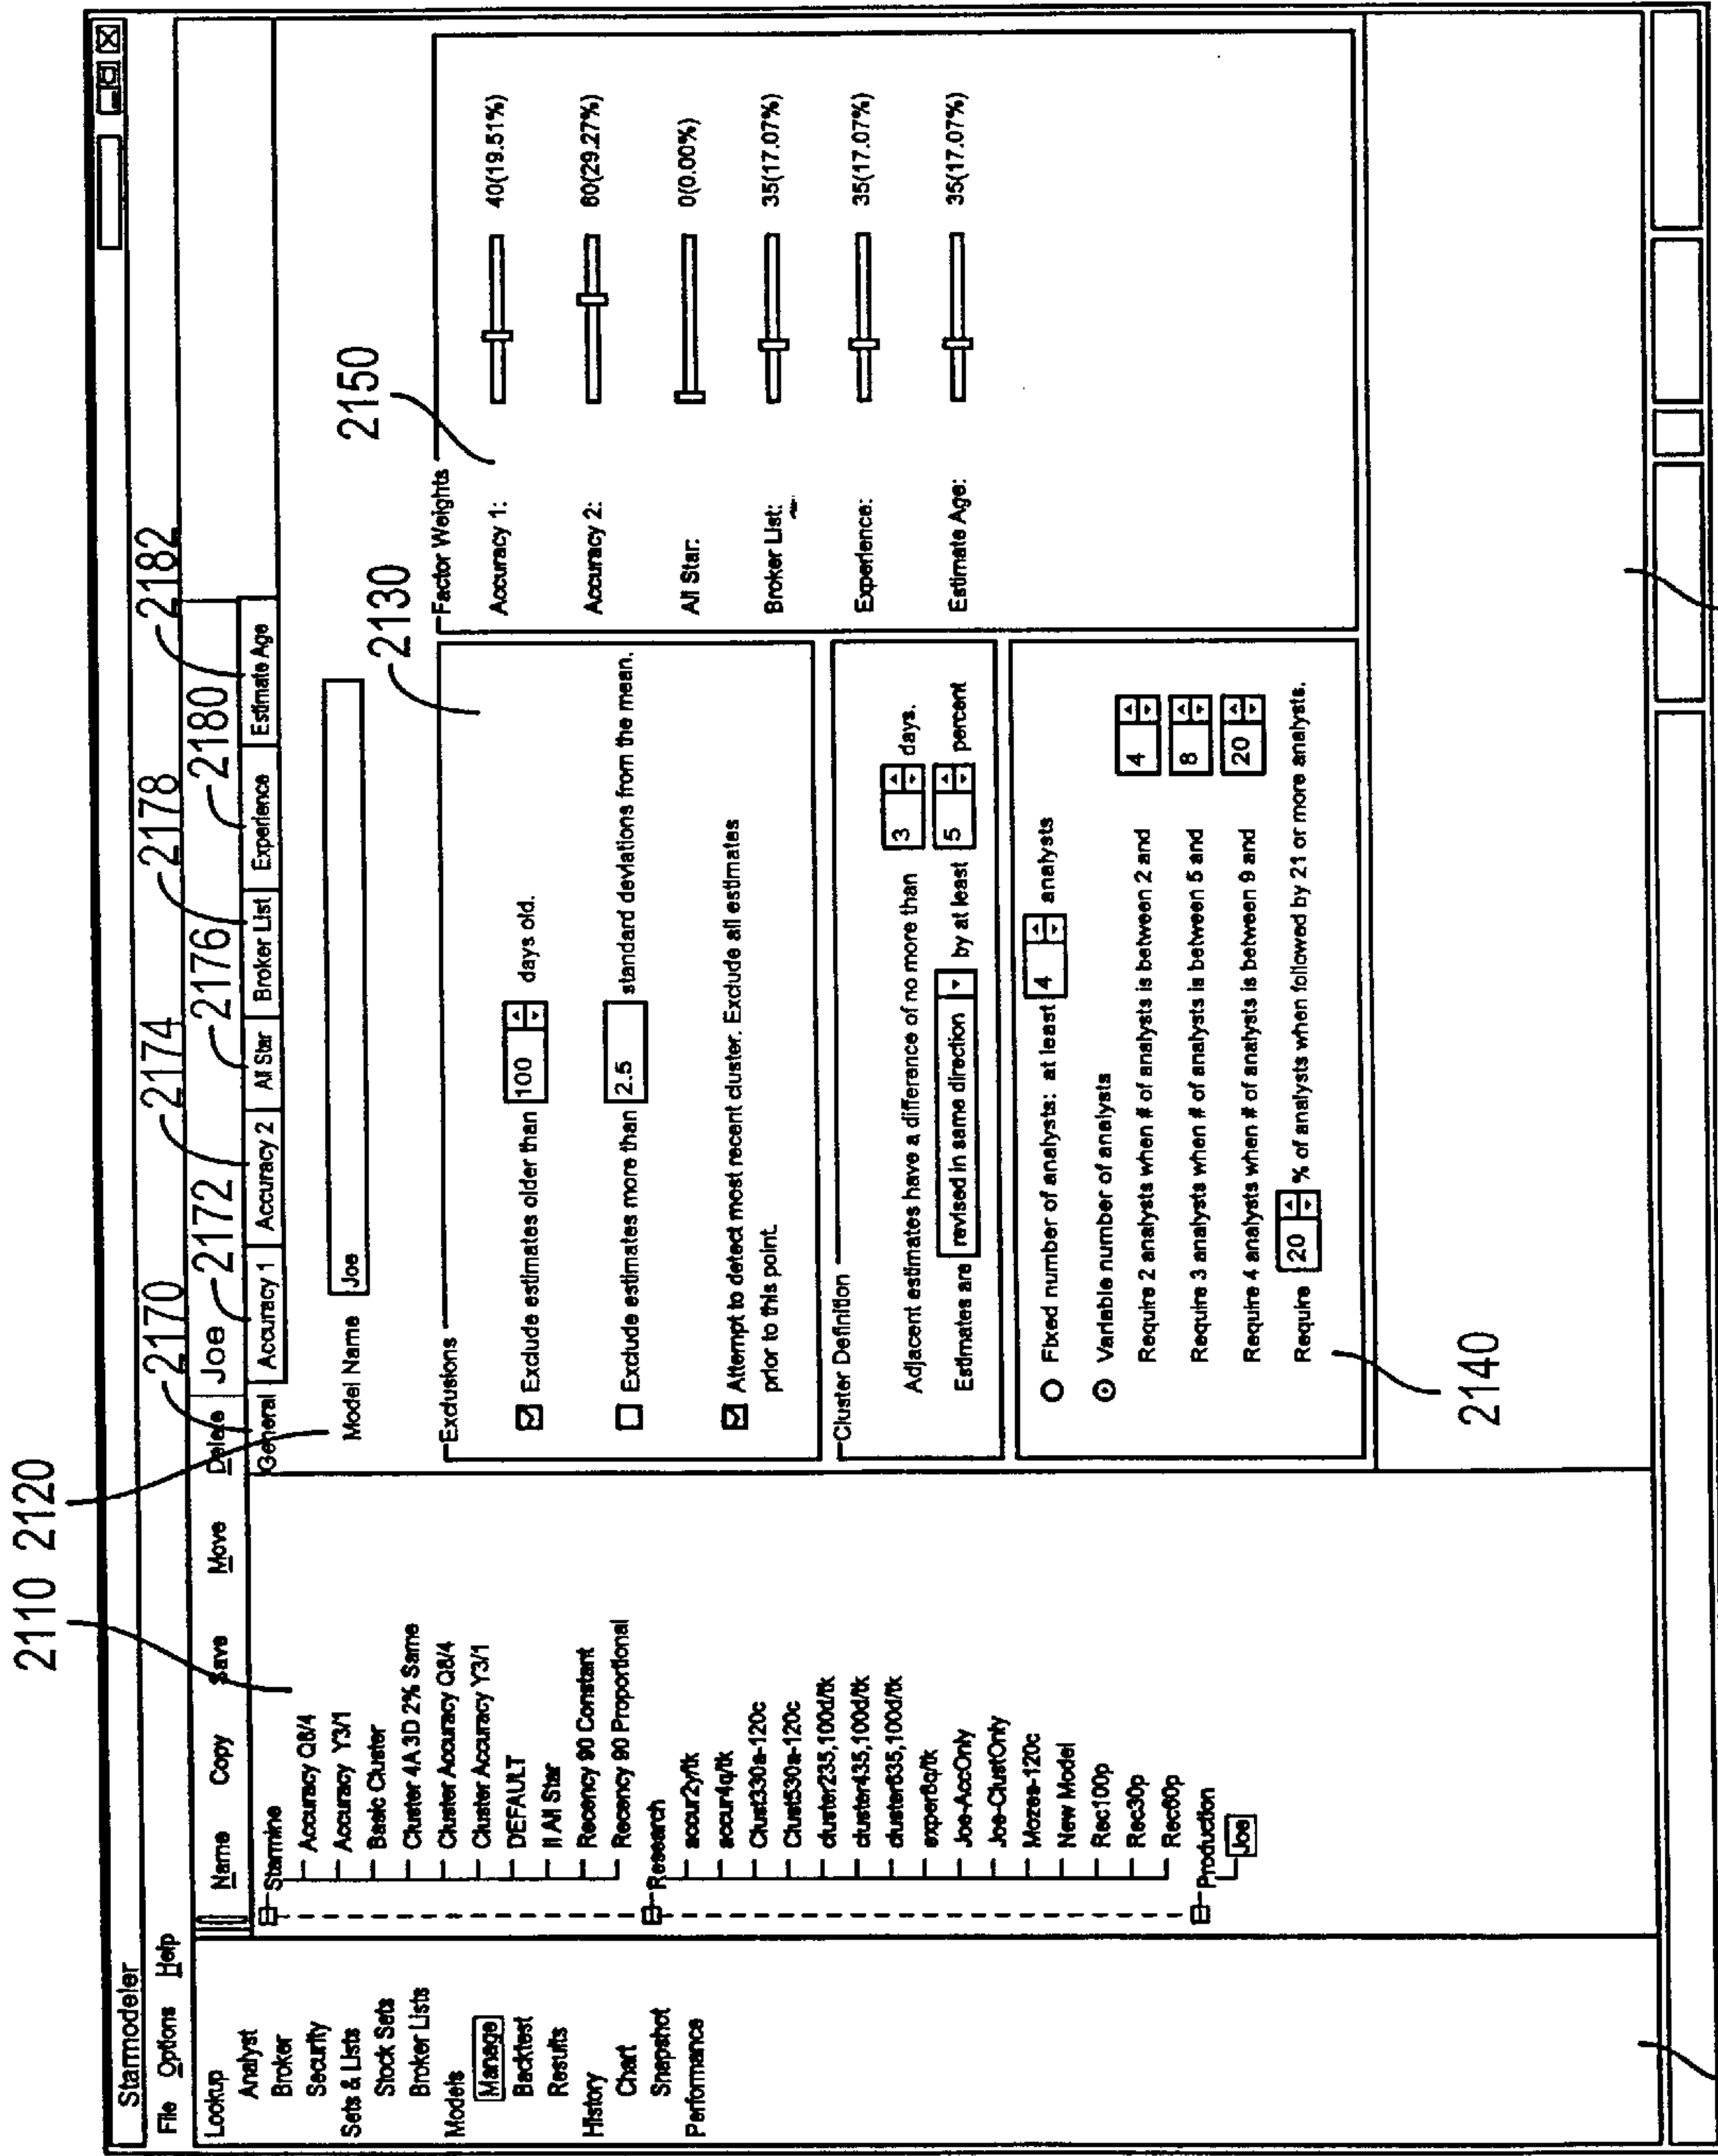 2110 2120
Starmodeler
File Options Help
Name Copy Save Move Delete Joe
2170
2172
2174
2176
2178
2180
2182
General Accuracy 1 Accuracy 2 All Star Broker List Experience Estimate Age
Lookup
Analyst
Broker
Security
Sets & Lists
Stock Sets
Broker Lists
Models
Manage
Backtest
Results
History
Chart
Snapshot
Performance
Starmine
Accuracy Q8/4
Accuracy Y3/1
Basic Cluster
Cluster 4A 3D 2% Same
Cluster Accuracy Q8/4
Cluster Accuracy Y3/1
DEFAULT
II All Star
Recency 90 Constant
Recency 90 Proportional
Research
accur2y/tk
accur4q/tk
Clust330a-120c
Clust530a-120c
cluster235,100d/tk
cluster435,100d/tk
cluster635,100d/tk
exper8q/tk
Joe-AccOnly
Joe-ClustOnly
Mozes-120c
New Model
Rec100p
Rec30p
Rec60p
Production
Joe
Model Name Joe
2130
Exclusions
Exclude estimates older than 100 days old.
Exclude estimates more than 2.5 standard deviations from the mean.
Attempt to detect most recent cluster. Exclude all estimates
prior to this point.
Cluster Definition
Adjacent estimates have a difference of no more than 3 days.
Estimates are revised in same direction by at least 5 percent
Fixed number of analysts: at least 4 analysts
Variable number of analysts
Require 2 analysts when # of analysts is between 2 and 4
Require 3 analysts when # of analysts is between 5 and 8
Require 4 analysts when # of analysts is between 9 and 20
Require 20 % of analysts when followed by 21 or more analysts.
2140
2150
Factor Weights
Accuracy 1: 40(19.51%)
Accuracy 2: 60(29.27%)
All Star: 0(0.00%)
Broker List: 35(17.07%)
Experience: 35(17.07%)
Estimate Age: 35(17.07%)